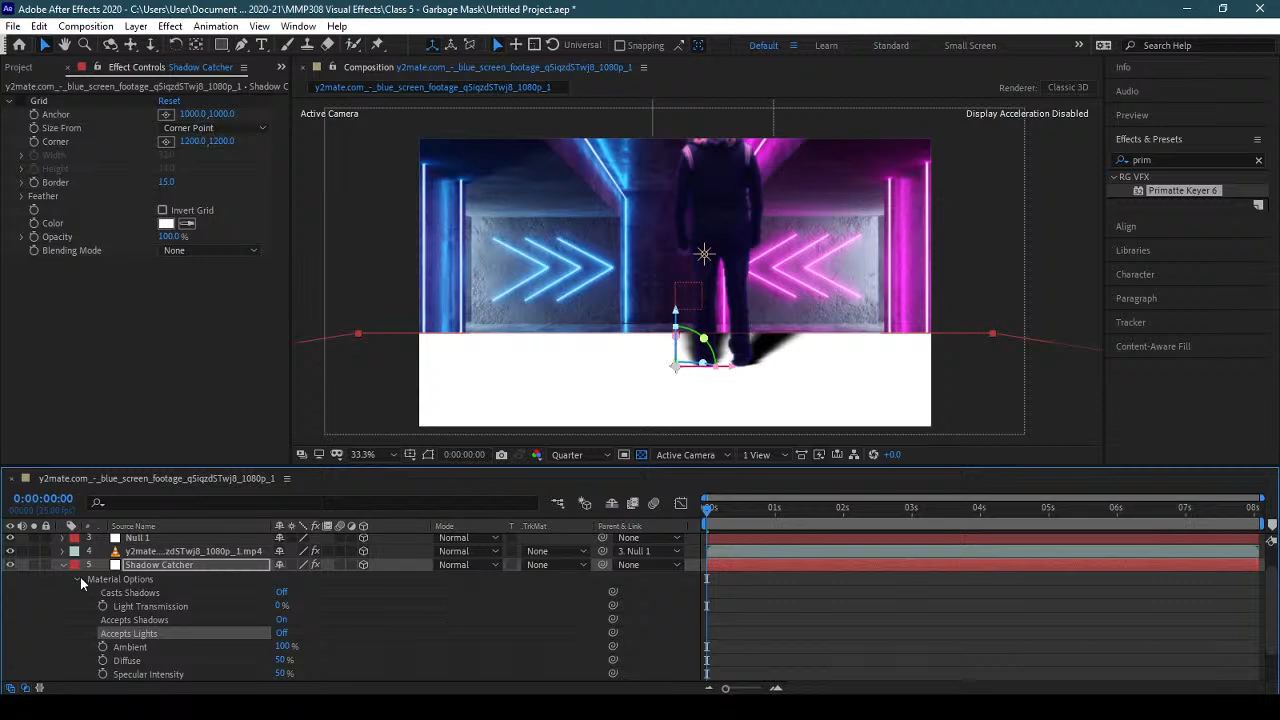 Adobe After Effects 2020 - C:\Users\User\Document ... 2020-21\MMP308 Visual Effects\Class 5 - Garbage Mask\Untitled Project.aep *
File Edit Composition Layer Effect Animation View Window Help
Universal Snapping Default Learn Standard Small Screen Search Help
Project Effect Controls Shadow Catcher
y2mate.com_-_blue_screen_footage_q5iqzdSTwj8_1080p_1 • Shadow C
Grid Reset
Anchor 1000.0,1000.0
Size From Corner Point
Corner 1200.0,1200.0
Width
Height
Border 15.0
Feather
Invert Grid
Color
Opacity 100.0 %
Blending Mode None
Composition y2mate.com_-_blue_screen_footage_q5iqzdSTwj8_1080p_1
y2mate.com_-_blue_screen_footage_q5iqzdSTwj8_1080p_1
Renderer: Classic 3D
Active Camera
Display Acceleration Disabled
33.3% 0:00:00:00 Quarter Active Camera 1 View +0.0
Info
Audio
Preview
Effects & Presets
prim
RG VFX
Primatte Keyer 6
Align
Libraries
Character
Paragraph
Tracker
Content-Aware Fill
y2mate.com_-_blue_screen_footage_q5iqzdSTwj8_1080p_1
0:00:00:00
00000 (25.00 fps)
# Source Name Mode T TrkMat Parent & Link
3 Null 1 Normal None
4 y2mate....zdSTwj8_1080p_1.mp4 Normal None 3. Null 1
5 Shadow Catcher Normal None None
Material Options
Casts Shadows Off
Light Transmission 0 %
Accepts Shadows On
Accepts Lights Off
Ambient 100 %
Diffuse 50 %
Specular Intensity 50 %
00s 01s 02s 03s 04s 05s 06s 07s 08s